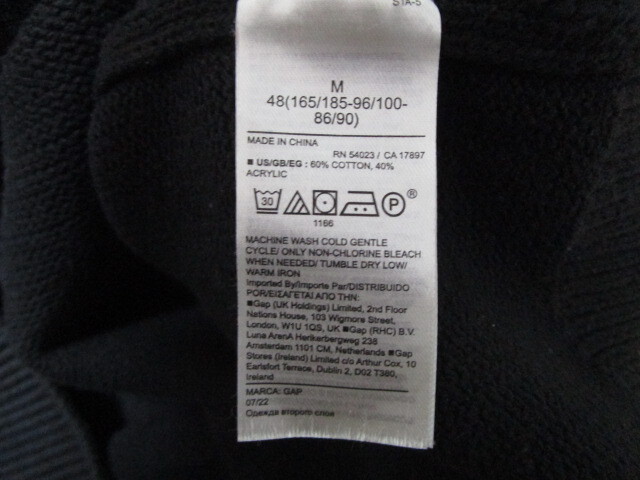 STA-5
M
48(165/185-96/100-
86/90)
MADE IN CHINA
RN 54023 / CA 17897
■ US/GB/EG : 60% COTTON, 40%
ACRYLIC
30 P ®
1166
MACHINE WASH COLD GENTLE
CYCLE/ ONLY NON-CHLORINE BLEACH
WHEN NEEDED/ TUMBLE DRY LOW/
WARM IRON
Imported By/Importe Par/DISTRIBUIDO
POR/ΕΙΣΑΓΕΤΑΙ ΑΠΟ ΤΗΝ:
■Gap (UK Holdings) Limited, 2nd Floor
Nations House, 103 Wigmore Street,
London, W1U 1QS, UK ■Gap (RHC) B.V.
Luna ArenA Herikerbergweg 238
Amsterdam 1101 CM, Netherlands ■Gap
Stores (Ireland) Limited c/o Arthur Cox, 10
Earlsfort Terrace, Dublin 2, D02 T380,
Ireland
MARCA: GAP
07/22
Одежда второго слоя